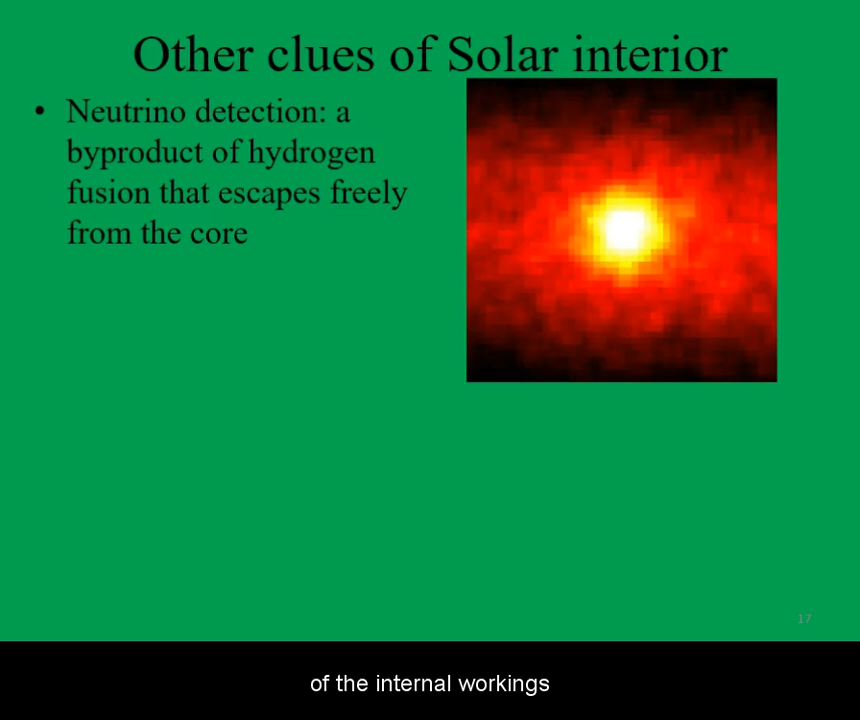 Other clues of Solar interior
• Neutrino detection: a
byproduct of hydrogen
fusion that escapes freely
from the core
17
of the internal workings